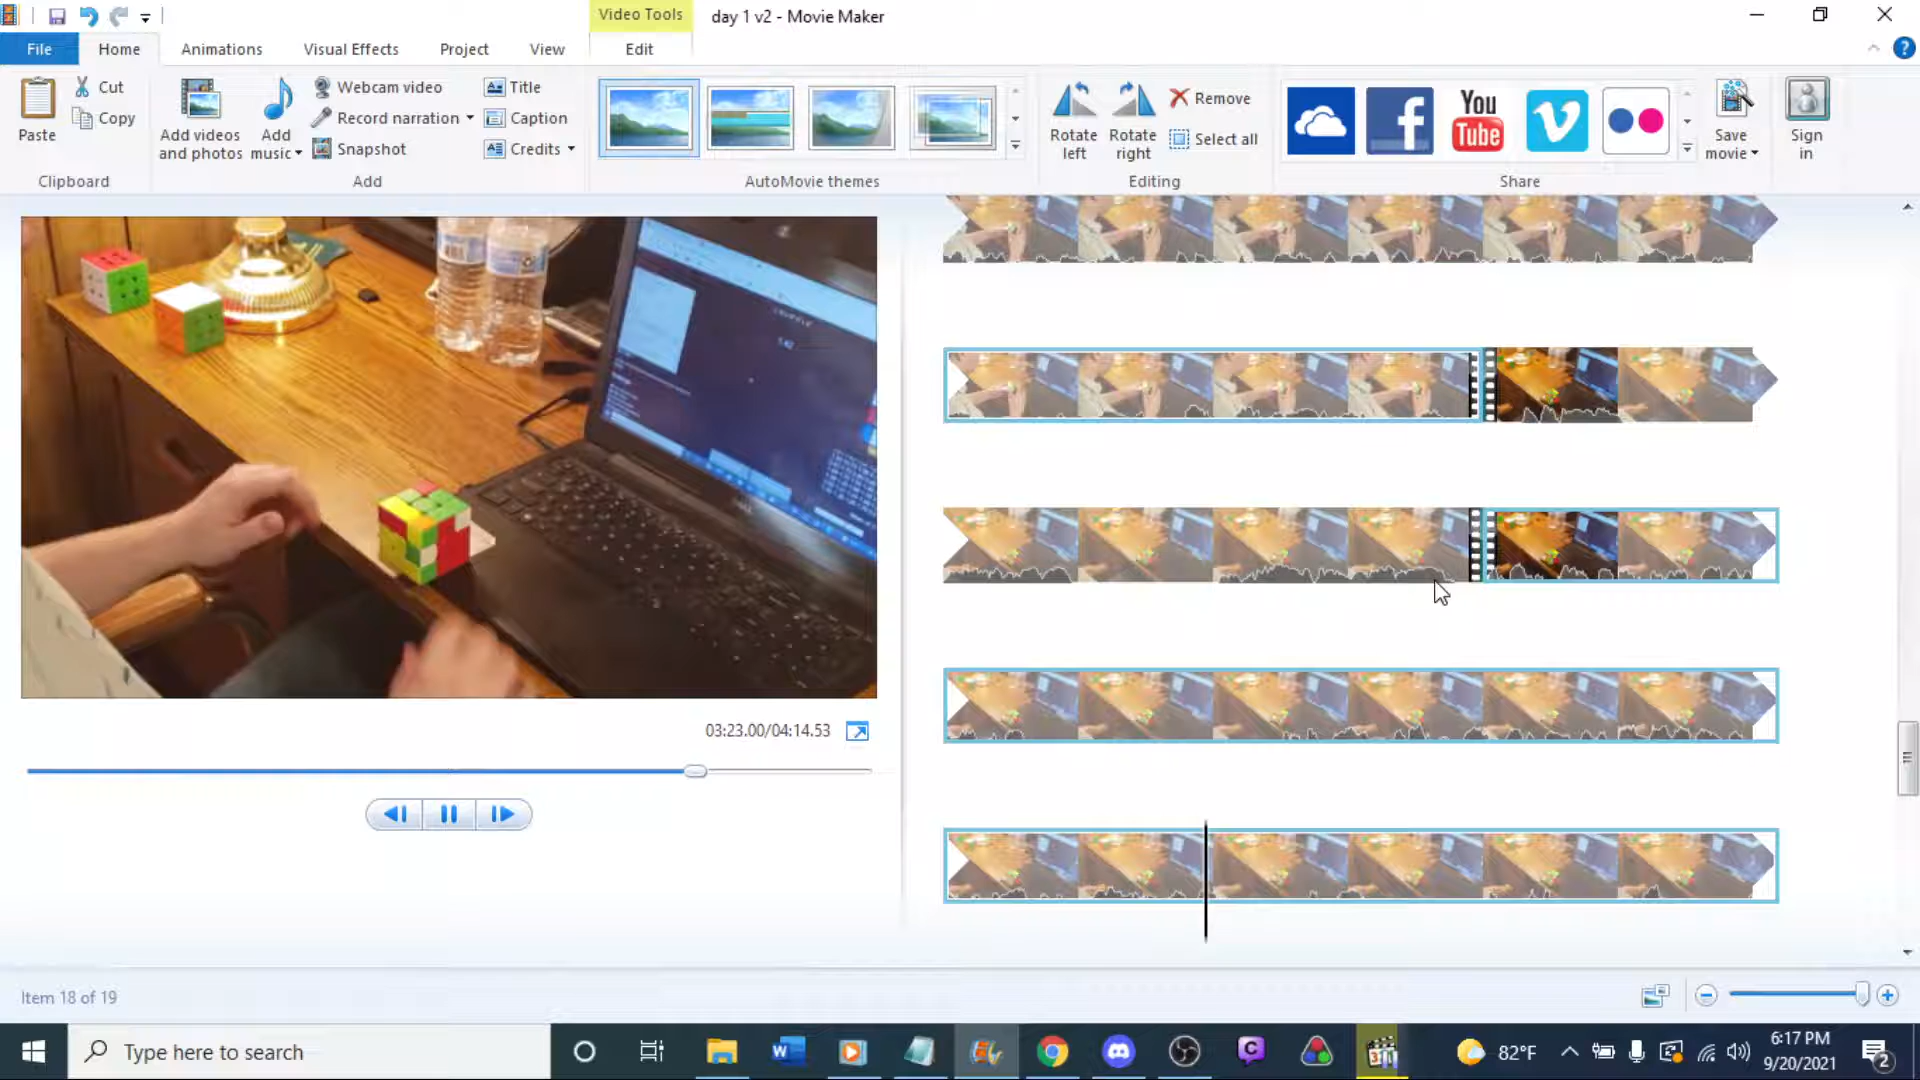 Video Tools
day 1 v2 - Movie Maker
File
Home
Animations
Visual Effects
Project
View
Edit
Paste
Cut
Copy
Clipboard
Add videos
and photos
Add
music
Webcam video
Record narration
Snapshot
Title
Caption
Credits
Add
AutoMovie themes
Rotate
left
Rotate
right
Remove
Select all
Editing
You
Tube
Share
Save
movie
Sign
in
03:23.00/04:14.53
Item 18 of 19
Type here to search
82°F
6:17 PM
9/20/2021
2